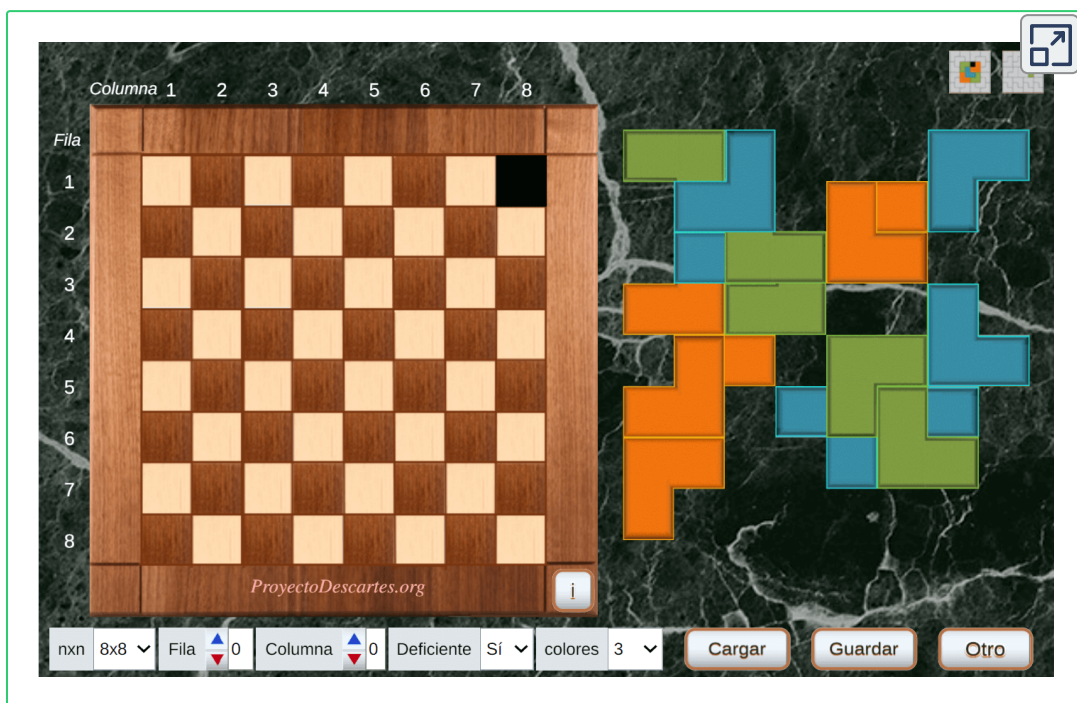 Columna 1 2 3 4 5 6 7 8
Fila
1
2
3
4
5
6
7
8
ProyectoDescartes.org
i
nxn 8x8 Fila 0 Columna 0 Deficiente Sí colores 3 Cargar Guardar Otro